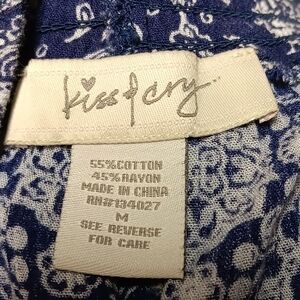 kiss & cry
55%COTTON
45%RAYON
MADE IN CHINA
RN#134027
M
SEE REVERSE
FOR CARE